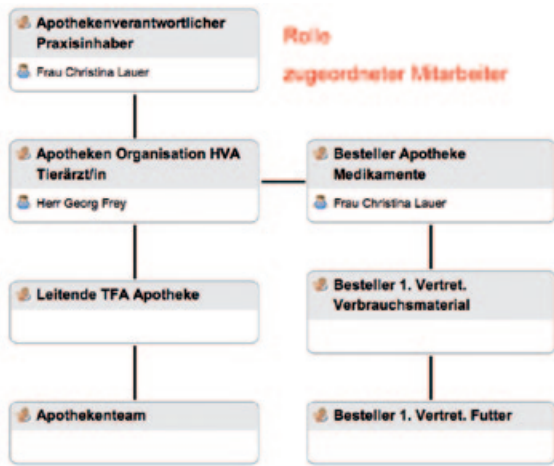 Apothekenverantwortlicher
Praxisinhaber
Frau Christina Lauer
Rolle
zugeordneter Mitarbeiter
Apotheken Organisation HVA
Tierärzt/in
Herr Georg Frey
Besteller Apotheke
Medikamente
Frau Christina Lauer
Leitende TFA Apotheke
Besteller 1. Vertret.
Verbrauchsmaterial
Apothekenteam
Besteller 1. Vertret. Futter